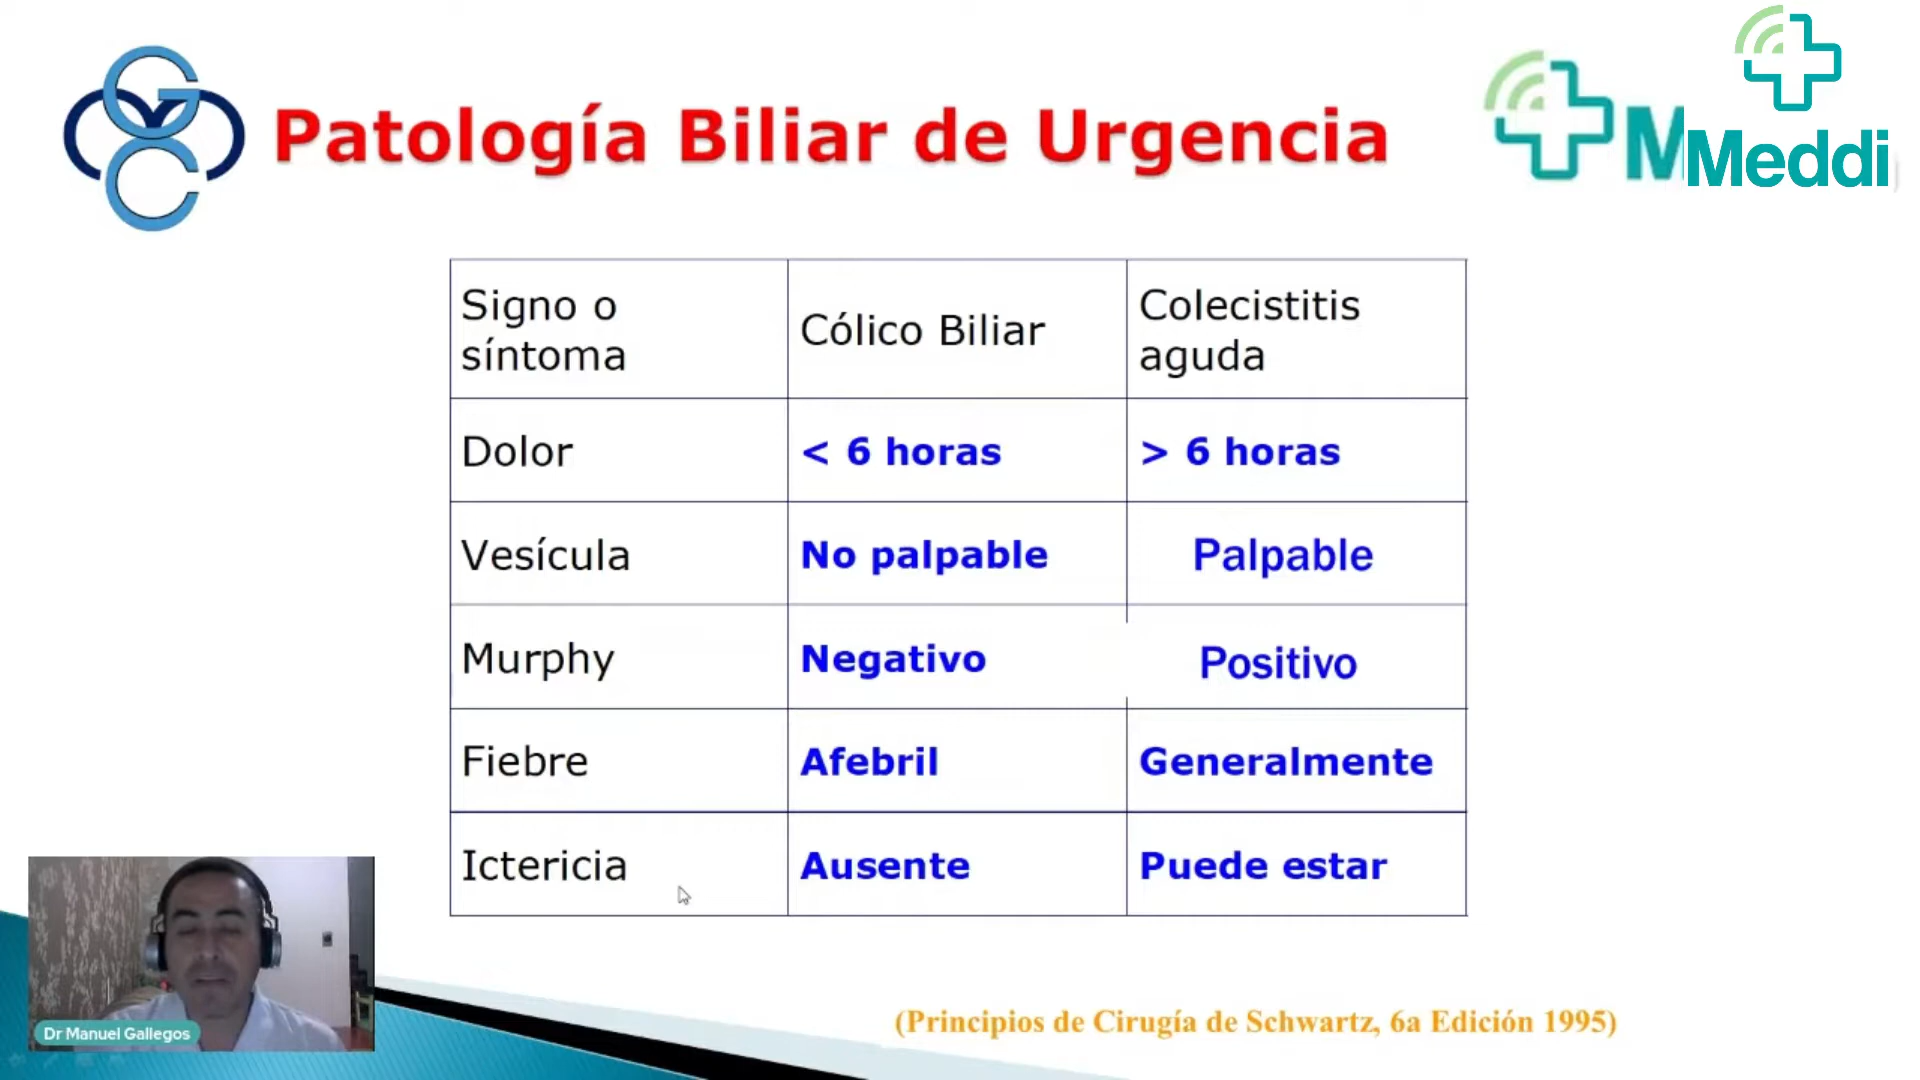 Patología Biliar de Urgencia
M
Meddi
Signo o
síntoma
Cólico Biliar
Colecistitis
aguda
Dolor
< 6 horas
> 6 horas
Vesícula
No palpable
Palpable
Murphy
Negativo
Positivo
Fiebre
Afebril
Generalmente
Ictericia
Ausente
Puede estar
Dr Manuel Gallegos
(Principios de Cirugía de Schwartz, 6a Edición 1995)